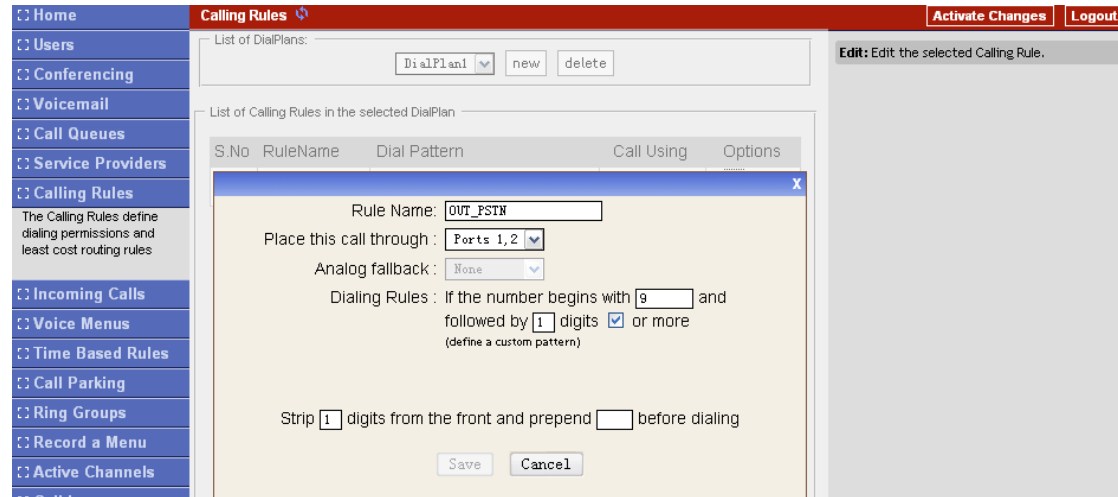 Home
Users
Conferencing
Voicemail
Call Queues
Service Providers
Calling Rules
The Calling Rules define
dialing permissions and
least cost routing rules
Incoming Calls
Voice Menus
Time Based Rules
Call Parking
Ring Groups
Record a Menu
Active Channels
Calling Rules
Activate Changes Logout
List of DialPlans:
DialPlan1 new delete
List of Calling Rules in the selected DialPlan
S.No RuleName Dial Pattern Call Using Options
X
Rule Name: OUT_PSTN
Place this call through : Ports 1,2
Analog fallback : None
Dialing Rules : If the number begins with 9 and
followed by 1 digits or more
(define a custom pattern)
Strip 1 digits from the front and prepend before dialing
Save Cancel
Edit: Edit the selected Calling Rule.